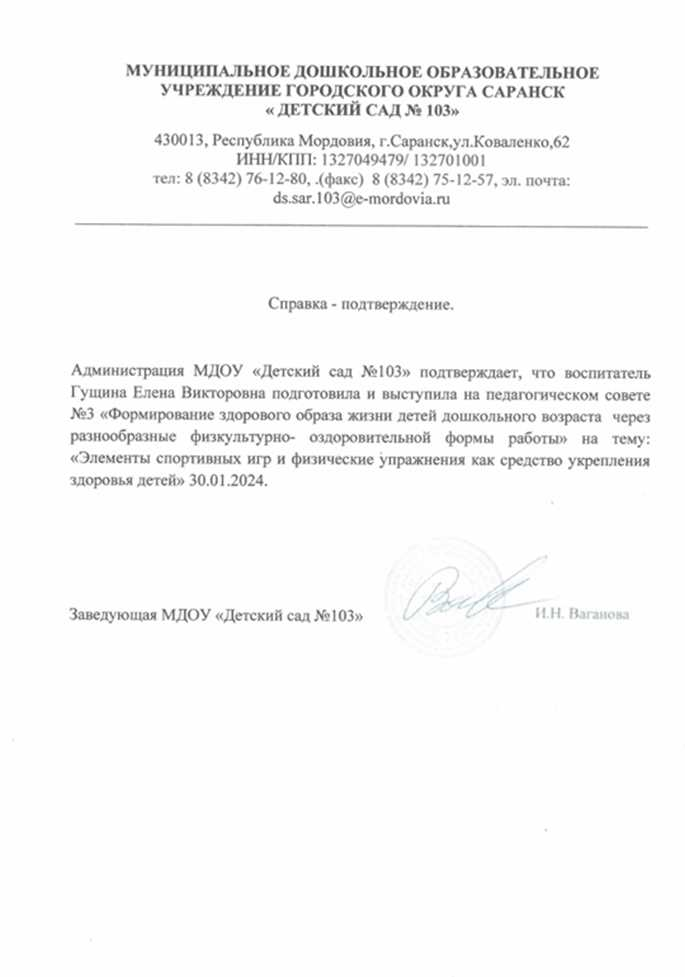 МУНИЦИПАЛЬНОЕ ДОШКОЛЬНОЕ ОБРАЗОВАТЕЛЬНОЕ
УЧРЕЖДЕНИЕ ГОРОДСКОГО ОКРУГА САРАНСК
« ДЕТСКИЙ САД № 103»
430013, Республика Мордовия, г.Саранск,ул.Коваленко,62
ИНН/КПП: 1327049479/ 132701001
тел: 8 (8342) 76-12-80, .(факс) 8 (8342) 75-12-57, эл. почта:
ds.sar.103@e-mordovia.ru
Справка - подтверждение.
Администрация МДОУ «Детский сад №103» подтверждает, что воспитатель
Гущина Елена Викторовна подготовила и выступила на педагогическом совете
№3 «Формирование здорового образа жизни детей дошкольного возраста через
разнообразные физкультурно- оздоровительной формы работы» на тему:
«Элементы спортивных игр и физические упражнения как средство укрепления
здоровья детей» 30.01.2024.
Заведующая МДОУ «Детский сад №103» И.Н. Ваганова